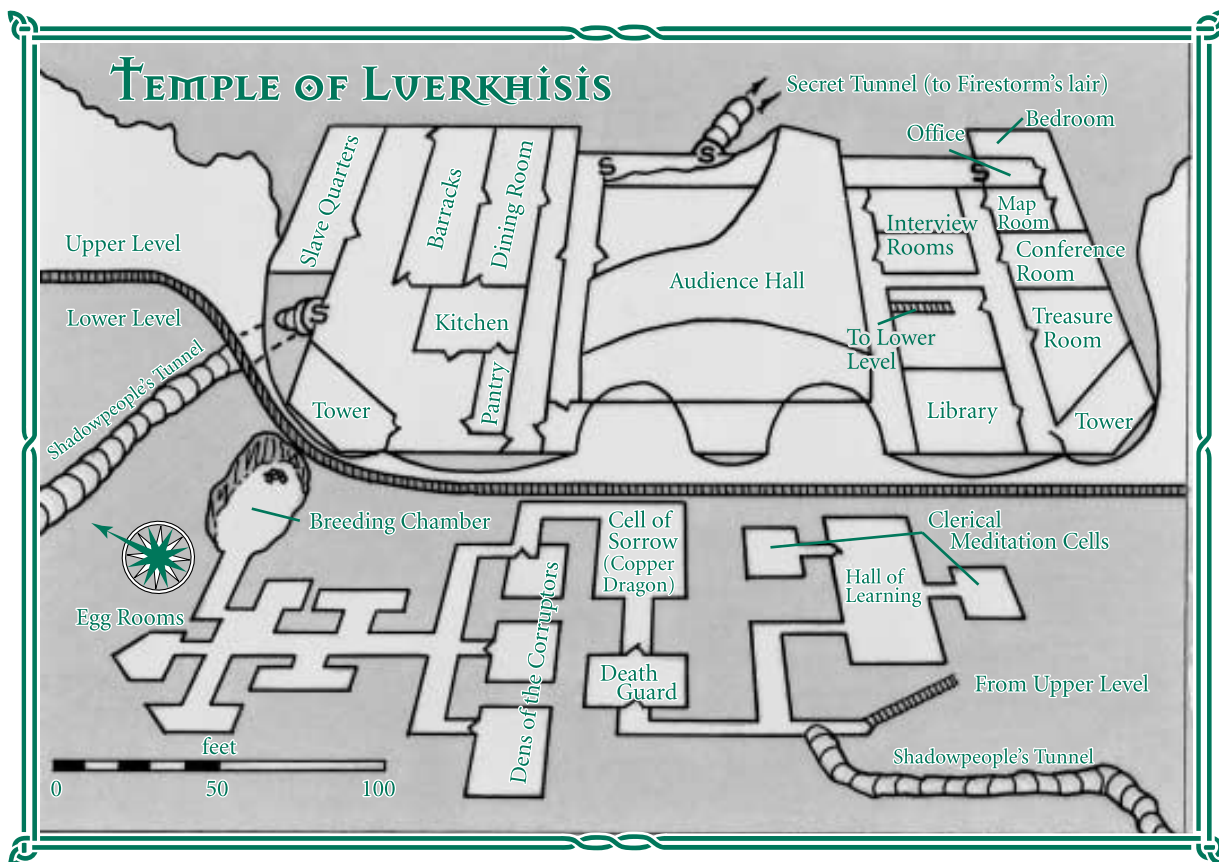 Temple of Luerkhisis
Secret Tunnel (to Firestorm's lair)
Bedroom
Office
Slave Quarters
Barracks
Dining Room
S
S
S
Map
Room
Interview
Rooms
Conference
Room
Upper Level
Audience Hall
Lower Level
S
Kitchen
To Lower
Level
Treasure
Room
Shadowpeople's Tunnel
Pantry
Tower
Library
Tower
Breeding Chamber
Cell of
Sorrow
(Copper
Dragon)
Clerical
Meditation Cells
Hall of
Learning
Egg Rooms
Dens of the Corruptors
Death
Guard
From Upper Level
Shadowpeople's Tunnel
feet
0 50 100